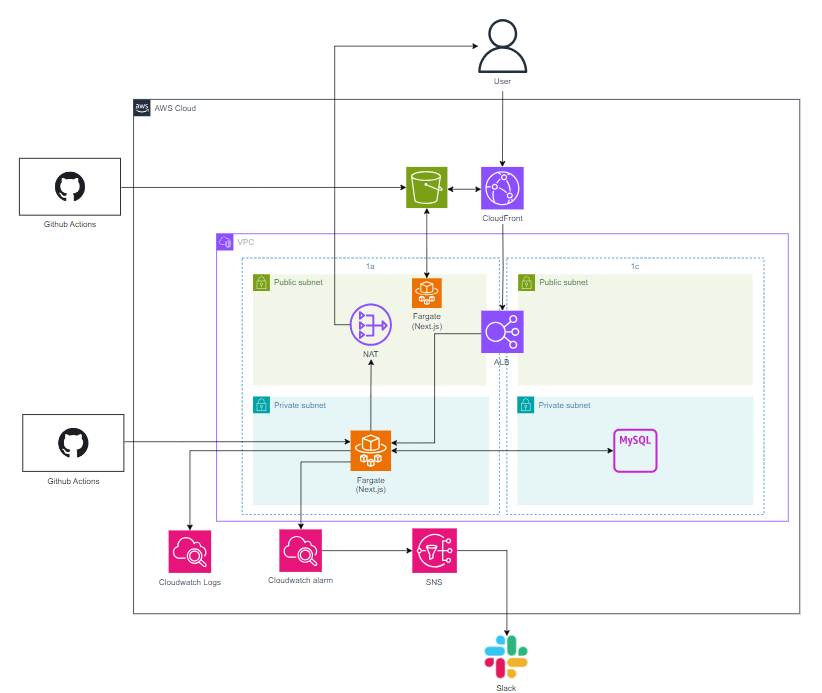 User
aws
AWS Cloud
Github Actions
CloudFront
VPC
1a
1c
Public subnet
Public subnet
Fargate
(Next.js)
NAT
ALB
Private subnet
Private subnet
MySQL
Github Actions
Fargate
(Next.js)
Cloudwatch Logs
Cloudwatch alarm
SNS
Slack